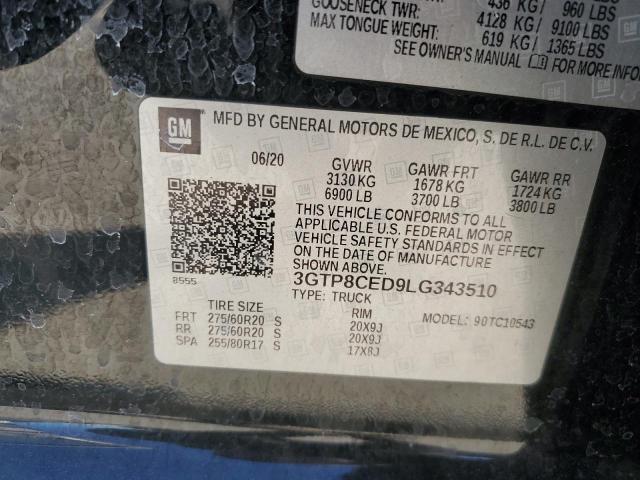 GOOSENECK TWR: 436 KG/ 960 LBS
4128 KG/ 9100 LBS
MAX TONGUE WEIGHT: 619 KG/ 1365 LBS
SEE OWNER'S MANUAL FOR MORE INFOR
GM
MFD BY GENERAL MOTORS DE MEXICO, S. DE R.L. DE C.V.
06/20 GVWR GAWR FRT GAWR RR
3130 KG 1678 KG 1724 KG
6900 LB 3700 LB 3800 LB
THIS VEHICLE CONFORMS TO ALL
APPLICABLE U.S. FEDERAL MOTOR
VEHICLE SAFETY STANDARDS IN EFFECT
ON THE DATE OF MANUFACTURE
SHOWN ABOVE.
8555
3GTP8CED9LG343510
TYPE: TRUCK
TIRE SIZE RIM MODEL: 90TC10543
FRT 275/60R20 S 20X9J
RR 275/60R20 S 20X9J
SPA 255/80R17 S 17X8J